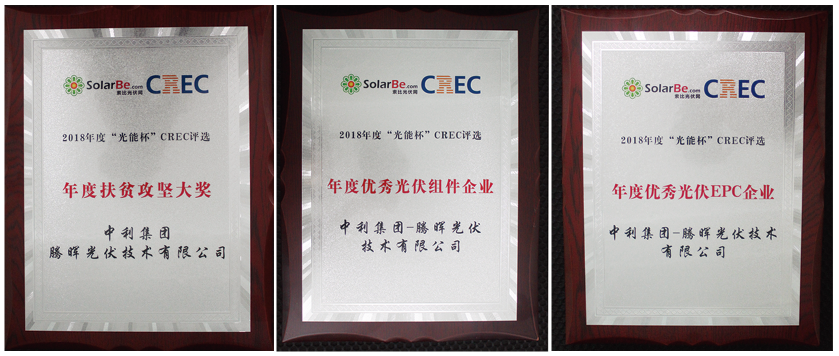 SolarBe.com CREC
索比光伏网
2018年度“光能杯”CREC评选
年度扶贫攻坚大奖
中利集团
腾晖光伏技术有限公司
SolarBe.com CREC
索比光伏网
2018年度“光能杯”CREC评选
年度优秀光伏组件企业
中利集团-腾晖光伏
技术有限公司
SolarBe.com CREC
索比光伏网
2018年度“光能杯”CREC评选
年度优秀光伏EPC企业
中利集团-腾晖光伏技术
有限公司